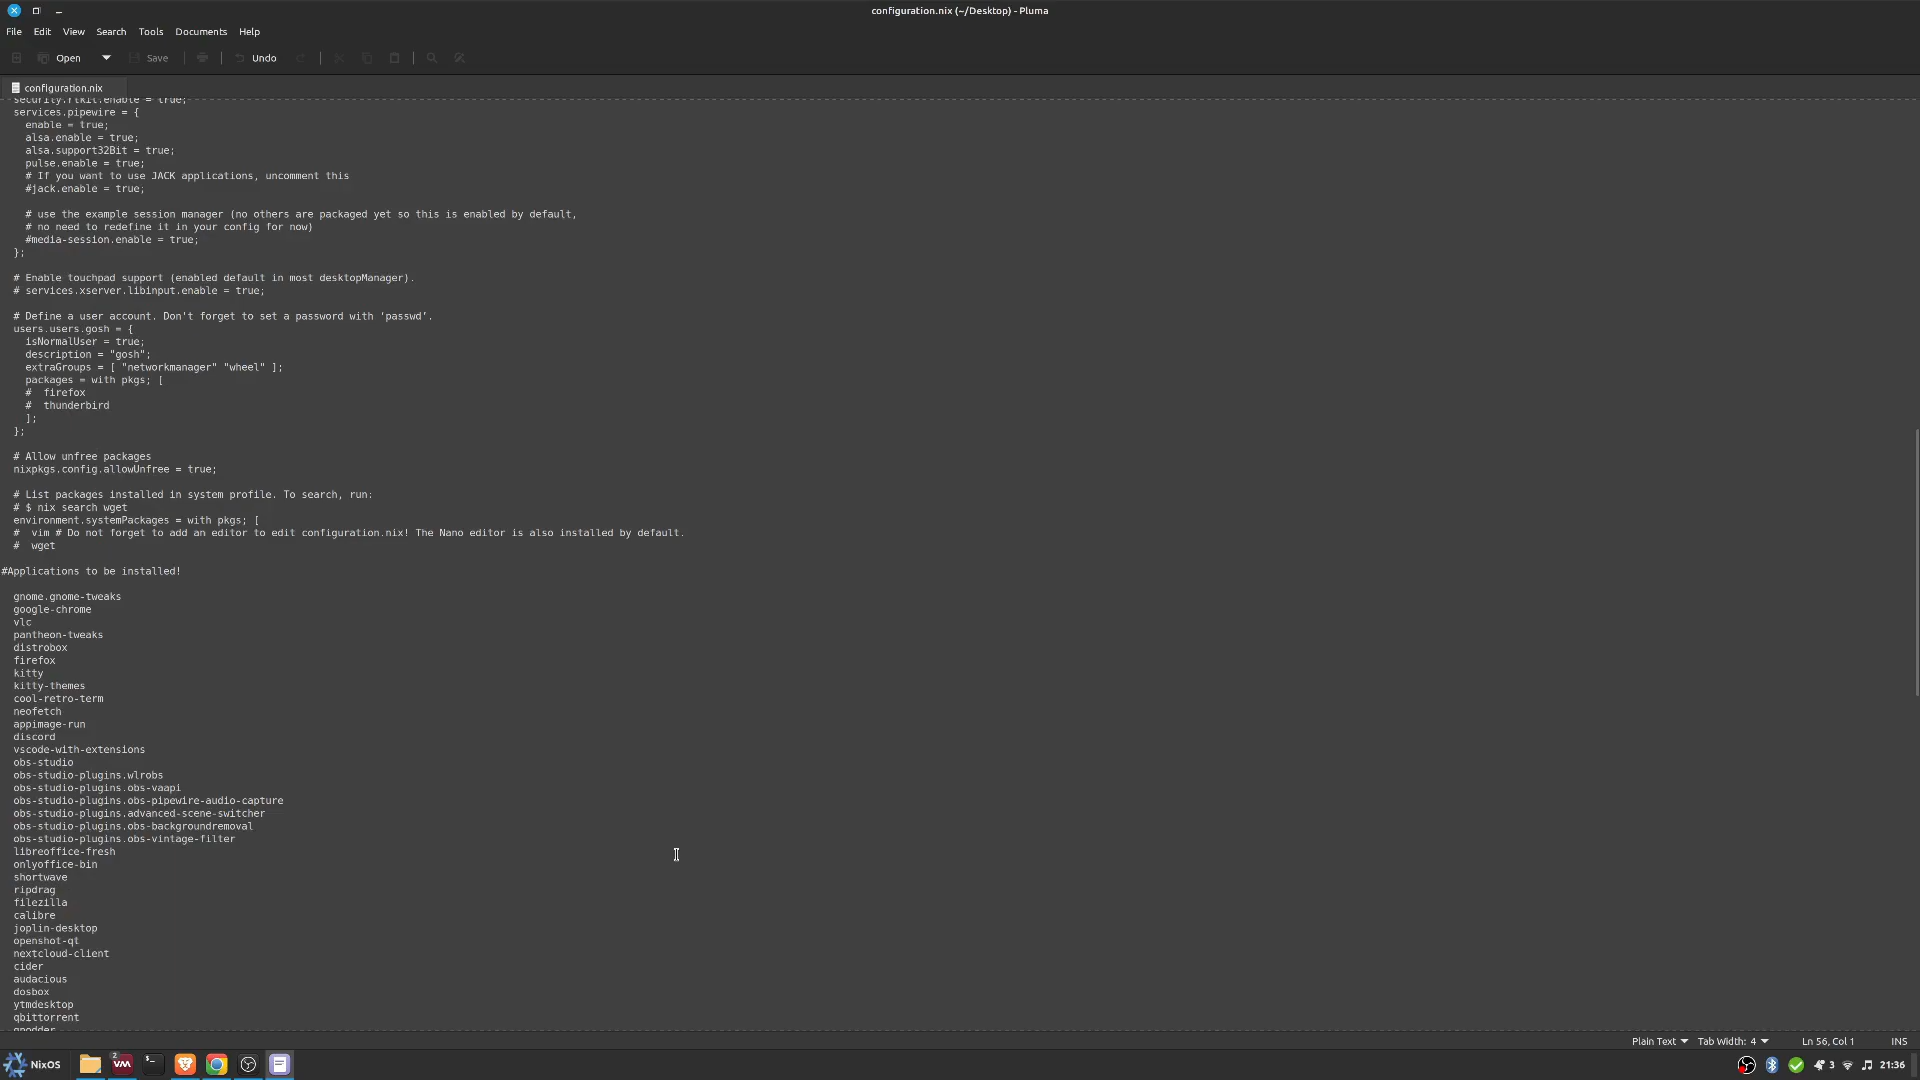 configuration.nix (~/Desktop) - Pluma
File Edit View Search Tools Documents Help
Open Save Undo
configuration.nix
security.rtkit.enable = true;
services.pipewire = {
enable = true;
alsa.enable = true;
alsa.support32Bit = true;
pulse.enable = true;
# If you want to use JACK applications, uncomment this
#jack.enable = true;
# use the example session manager (no others are packaged yet so this is enabled by default,
# no need to redefine it in your config for now)
#media-session.enable = true;
};
# Enable touchpad support (enabled default in most desktopManager).
# services.xserver.libinput.enable = true;
# Define a user account. Don't forget to set a password with ‘passwd’.
users.users.gosh = {
isNormalUser = true;
description = "gosh";
extraGroups = [ "networkmanager" "wheel" ];
packages = with pkgs; [
# firefox
# thunderbird
];
};
# Allow unfree packages
nixpkgs.config.allowUnfree = true;
# List packages installed in system profile. To search, run:
# $ nix search wget
environment.systemPackages = with pkgs; [
# vim # Do not forget to add an editor to edit configuration.nix! The Nano editor is also installed by default.
# wget
#Applications to be installed!
gnome.gnome-tweaks
google-chrome
vlc
pantheon-tweaks
distrobox
firefox
kitty
kitty-themes
cool-retro-term
neofetch
appimage-run
discord
vscode-with-extensions
obs-studio
obs-studio-plugins.wlrobs
obs-studio-plugins.obs-vaapi
obs-studio-plugins.obs-pipewire-audio-capture
obs-studio-plugins.advanced-scene-switcher
obs-studio-plugins.obs-backgroundremoval
obs-studio-plugins.obs-vintage-filter
libreoffice-fresh
onlyoffice-bin
shortwave
ripdrag
filezilla
calibre
joplin-desktop
openshot-qt
nextcloud-client
cider
audacious
dosbox
ytmdesktop
qbittorrent
gpodder
Plain Text Tab Width: 4 Ln 56, Col 1 INS
NixOS 2 vm 3 21:36